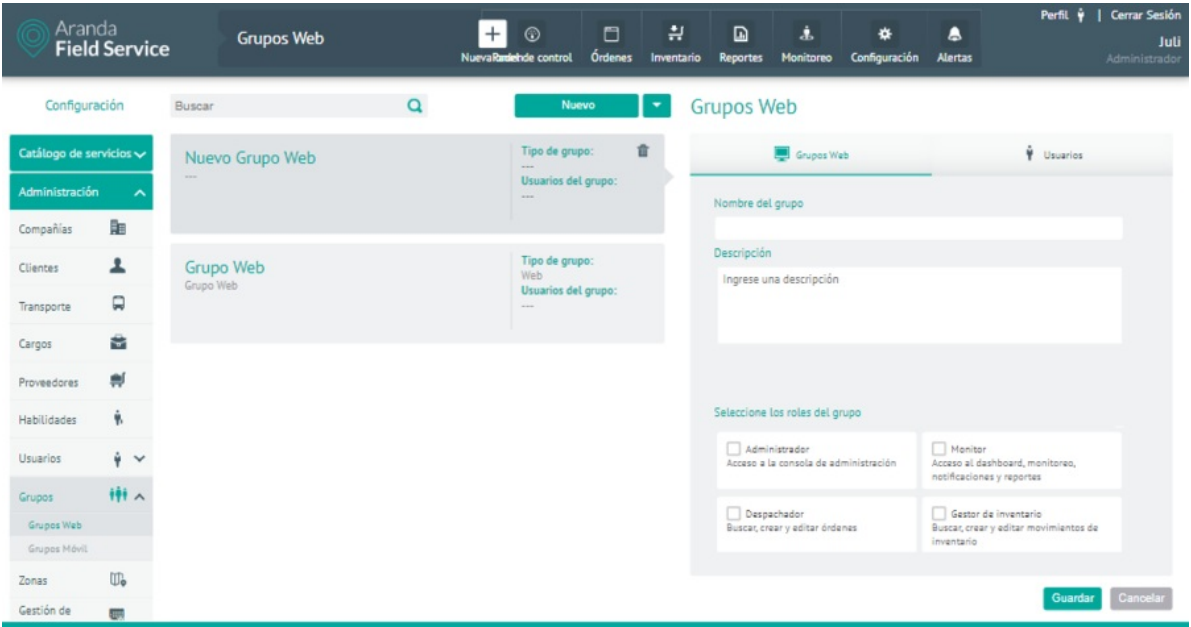 Aranda
Field Service
Grupos Web
Perfil | Cerrar Sesión
Juli
Administrador
Órdenes
Inventario
Reportes
Monitoreo
Configuración
Alertas
Configuración
Buscar
Nuevo
Grupos Web
Catálogo de servicios
Administración
Compañías
Clientes
Transporte
Cargos
Proveedores
Habilidades
Usuarios
Grupos
Grupos Web
Grupos Móvil
Zonas
Gestión de
Nuevo Grupo Web
---
Tipo de grupo:
---
Usuarios del grupo:
---
Grupo Web
Grupo Web
Tipo de grupo:
Web
Usuarios del grupo:
---
Grupos Web
Usuarios
Nombre del grupo
Descripción
Ingrese una descripción
Seleccione los roles del grupo
Administrador
Acceso a la consola de administración
Monitor
Acceso al dashboard, monitoreo,
notificaciones y reportes
Despachador
Buscar, crear y editar órdenes
Gestor de inventario
Buscar, crear y editar movimientos de
inventario
Guardar
Cancelar